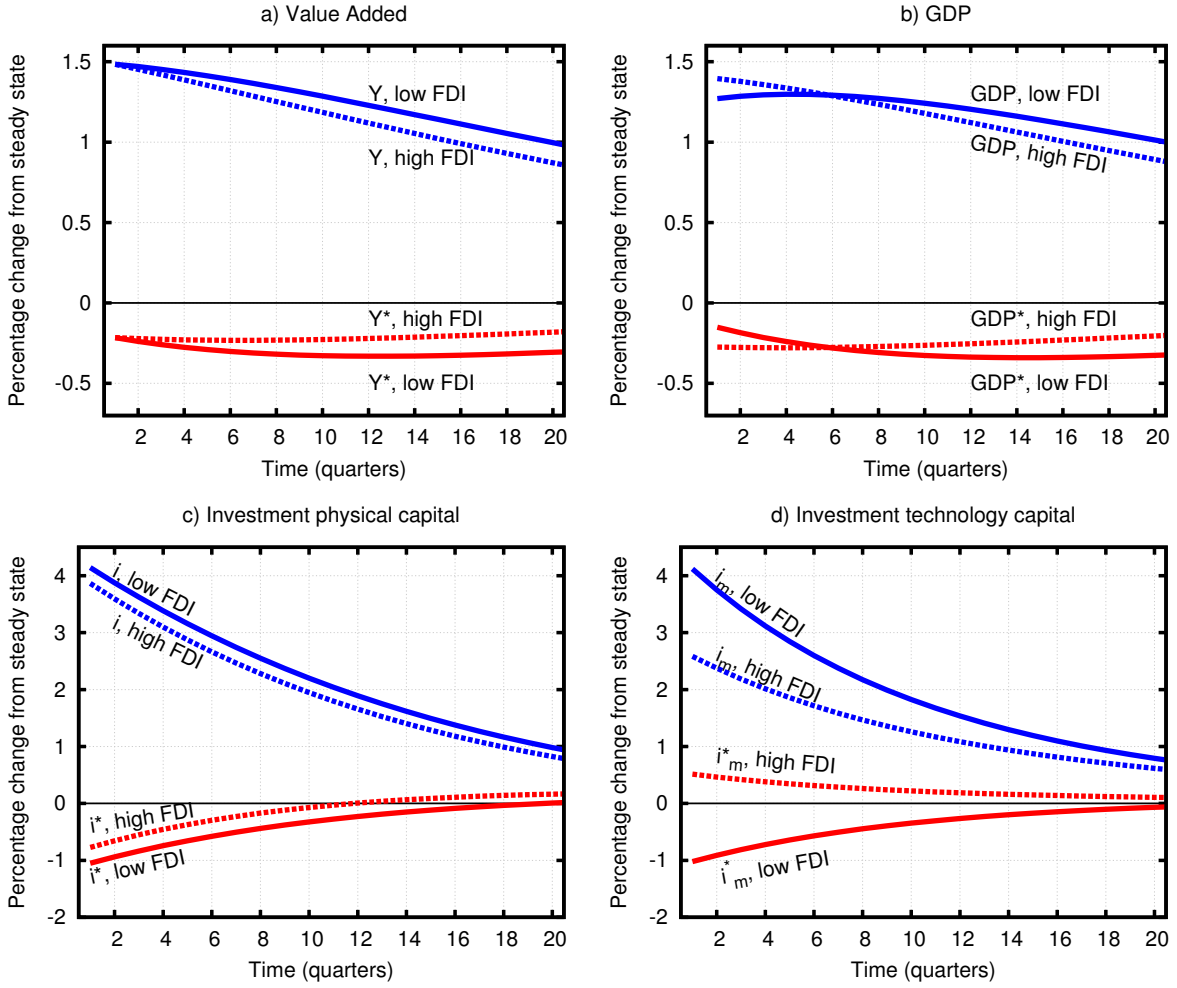 a) Value Added
Percentage change from steady state
1.5
1
0.5
0
-0.5
Y, low FDI
Y, high FDI
Y*, high FDI
Y*, low FDI
2 4 6 8 10 12 14 16 18 20
Time (quarters)
b) GDP
Percentage change from steady state
1.5
1
0.5
0
-0.5
GDP, low FDI
GDP, high FDI
GDP*, high FDI
GDP*, low FDI
2 4 6 8 10 12 14 16 18 20
Time (quarters)
c) Investment physical capital
Percentage change from steady state
4
3
2
1
0
-1
-2
i, low FDI
i, high FDI
i*, high FDI
i*, low FDI
2 4 6 8 10 12 14 16 18 20
Time (quarters)
d) Investment technology capital
Percentage change from steady state
4
3
2
1
0
-1
-2
i_m, low FDI
i_m, high FDI
i*_m, high FDI
i*_m, low FDI
2 4 6 8 10 12 14 16 18 20
Time (quarters)